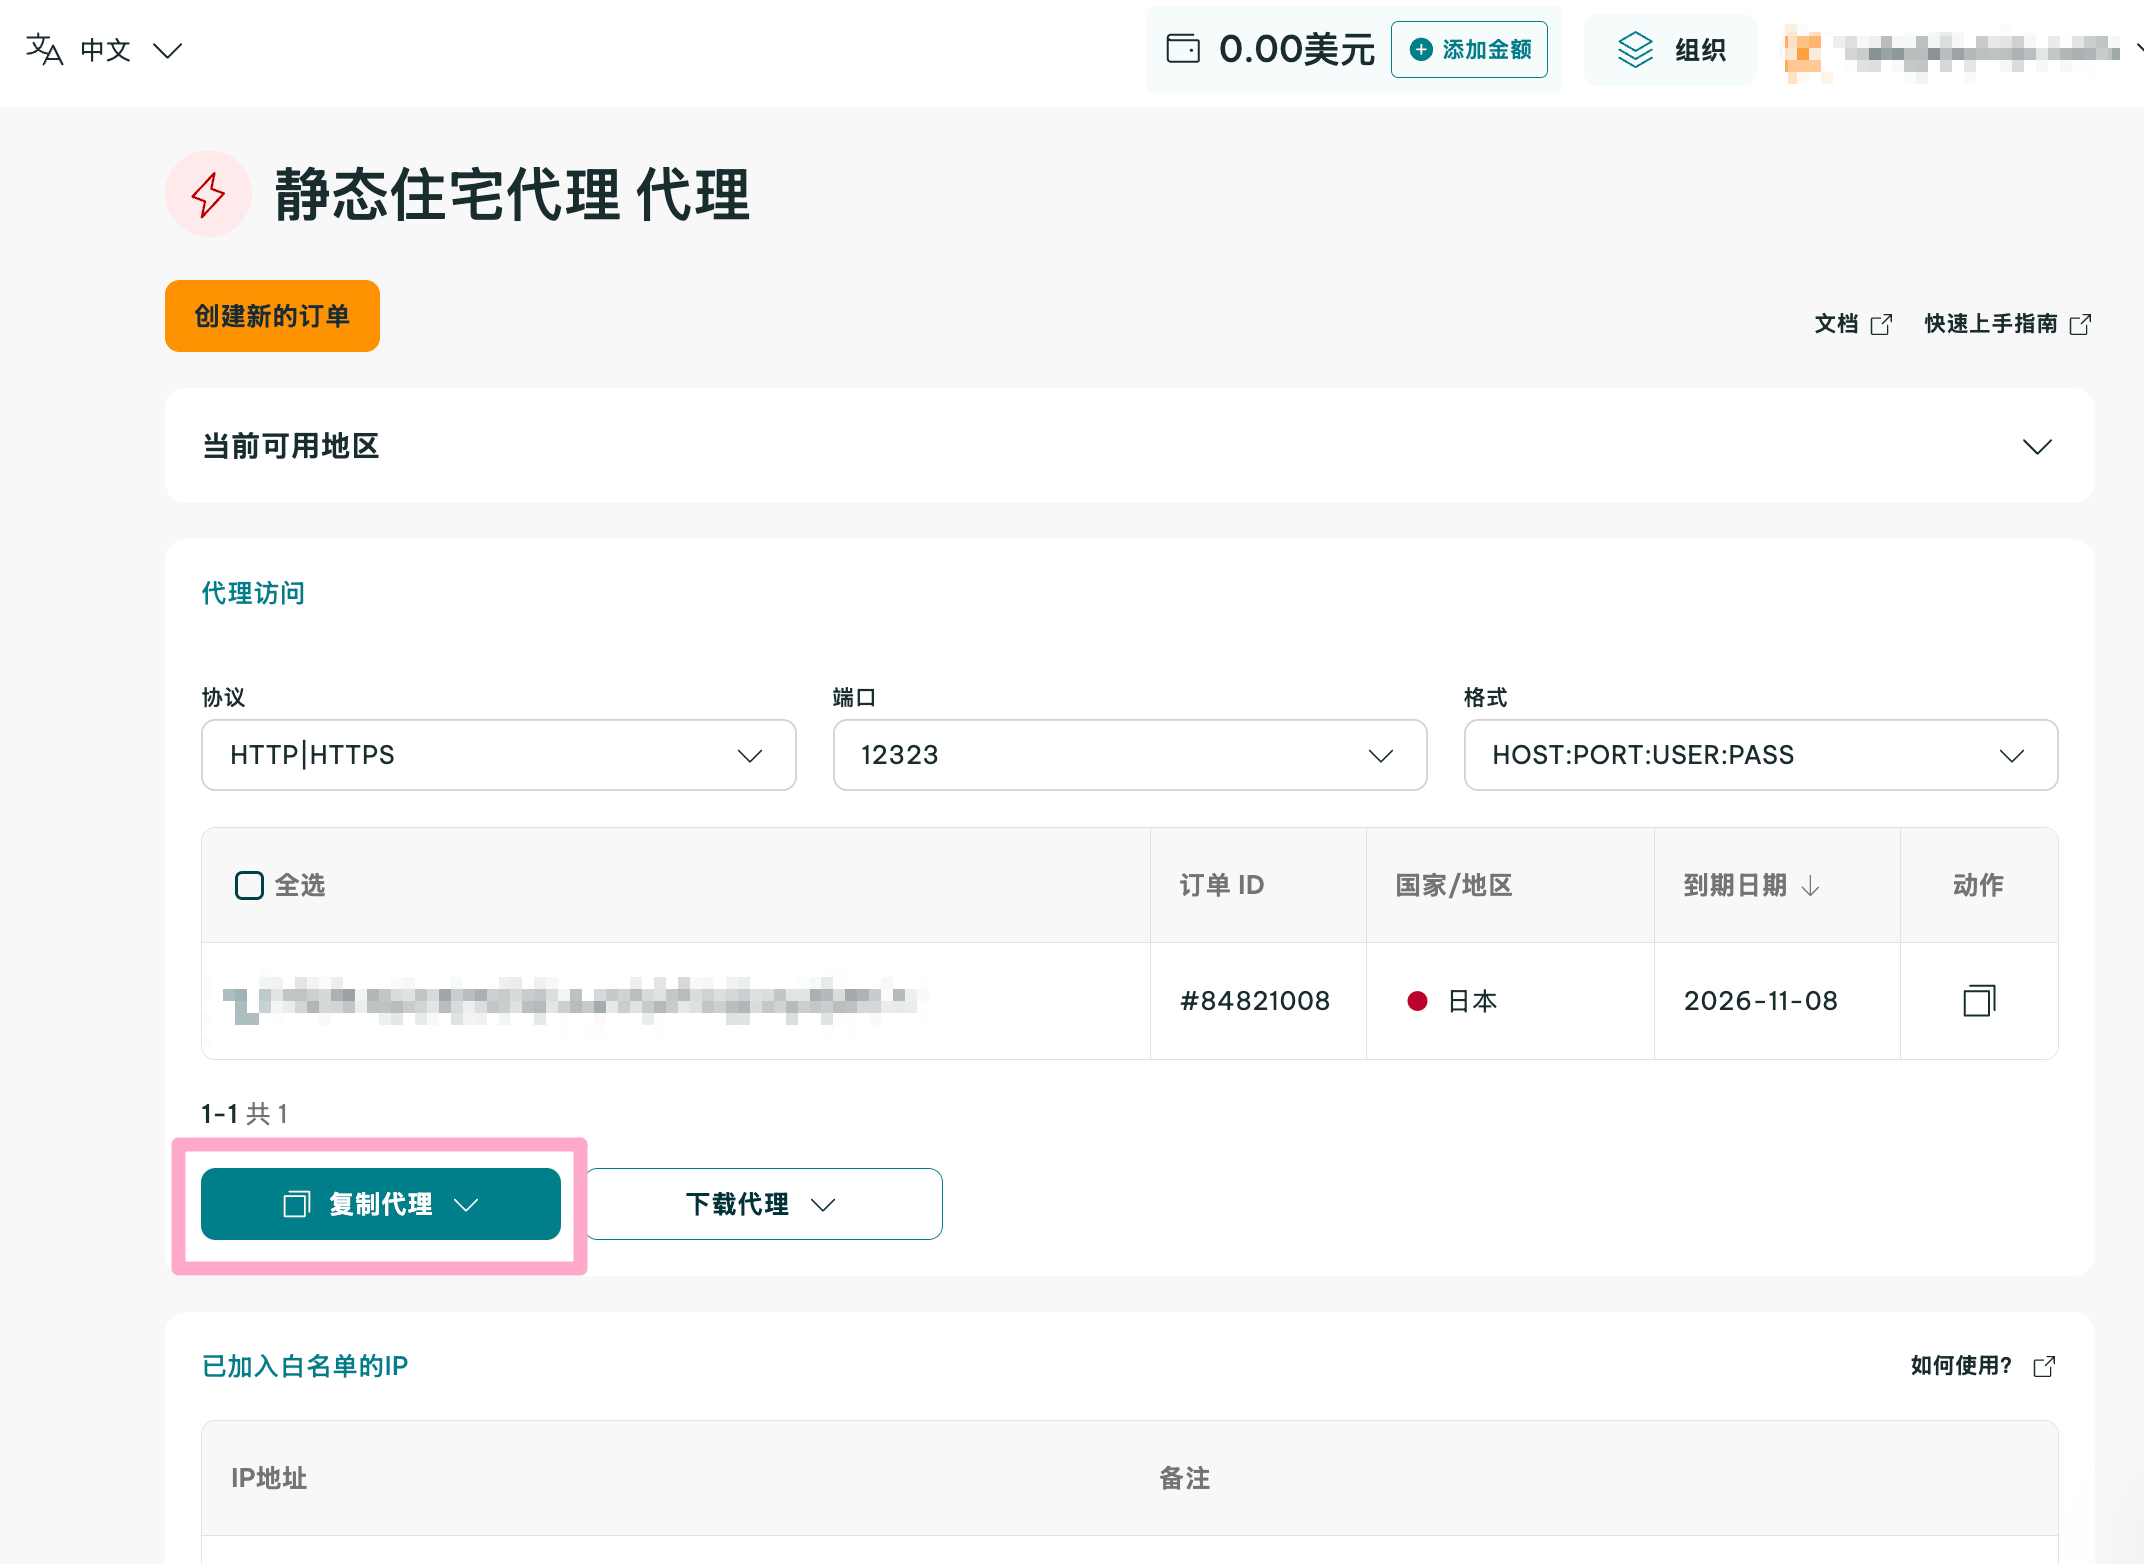 中文
0.00美元
添加金额
组织
静态住宅代理 代理
创建新的订单
文档
快速上手指南
当前可用地区
代理访问
协议
端口
格式
HTTP|HTTPS
12323
HOST:PORT:USER:PASS
全选
订单 ID
国家/地区
到期日期
动作
#84821008
日本
2026-11-08
1-1 共 1
复制代理
下载代理
已加入白名单的IP
如何使用?
IP地址
备注